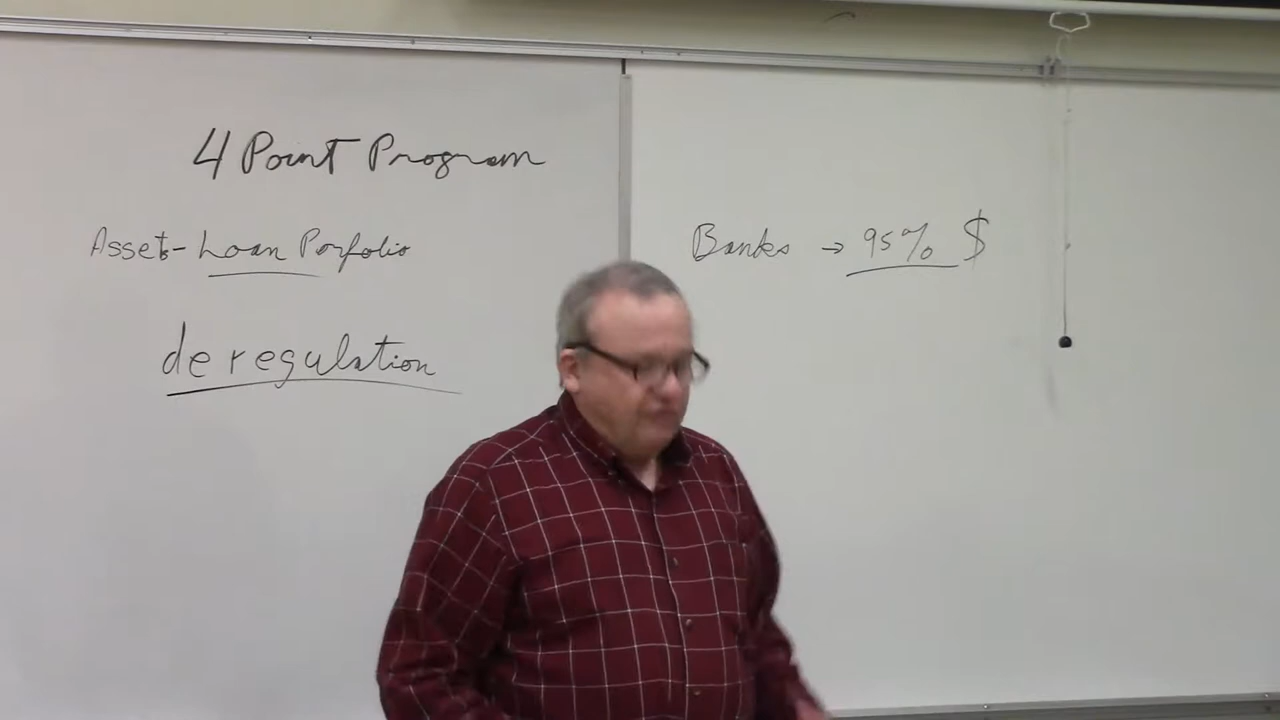 4 Point Program
Assets-Loan Porfolio
deregulation
Banks → 95% $